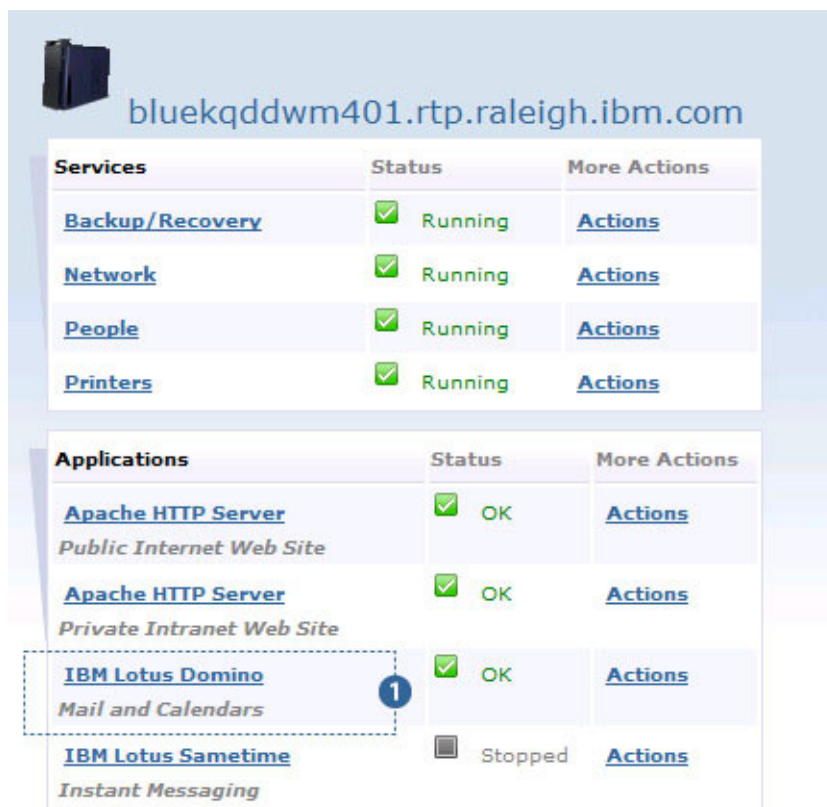 bluekqddwm401.rtp.raleigh.ibm.com
Services Status More Actions
Backup/Recovery Running Actions
Network Running Actions
People Running Actions
Printers Running Actions
Applications Status More Actions
Apache HTTP Server OK Actions
Public Internet Web Site
Apache HTTP Server OK Actions
Private Intranet Web Site
IBM Lotus Domino 1 OK Actions
Mail and Calendars
IBM Lotus Sametime Stopped Actions
Instant Messaging